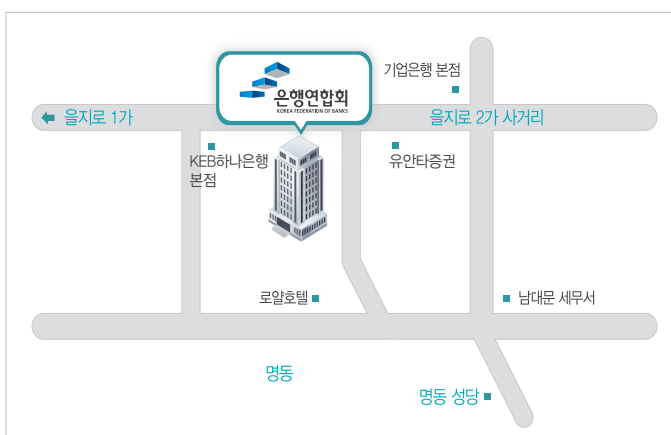 기업은행 본점
은행연합회
KOREA FEDERATION OF BANKS
을지로 1가
을지로 2가 사거리
KEB하나은행
본점
유안타증권
로얄호텔
남대문 세무서
명동
명동 성당